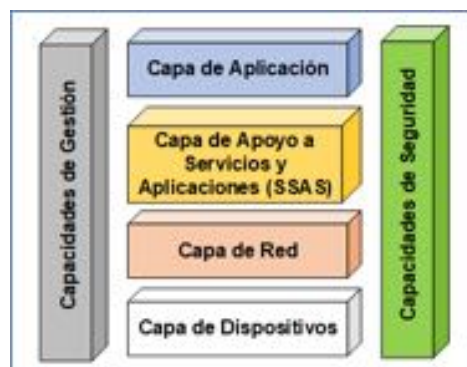 Capacidades de Gestión
Capa de Aplicación
Capa de Apoyo a
Servicios y
Aplicaciones (SSAS)
Capa de Red
Capa de Dispositivos
Capacidades de Seguridad